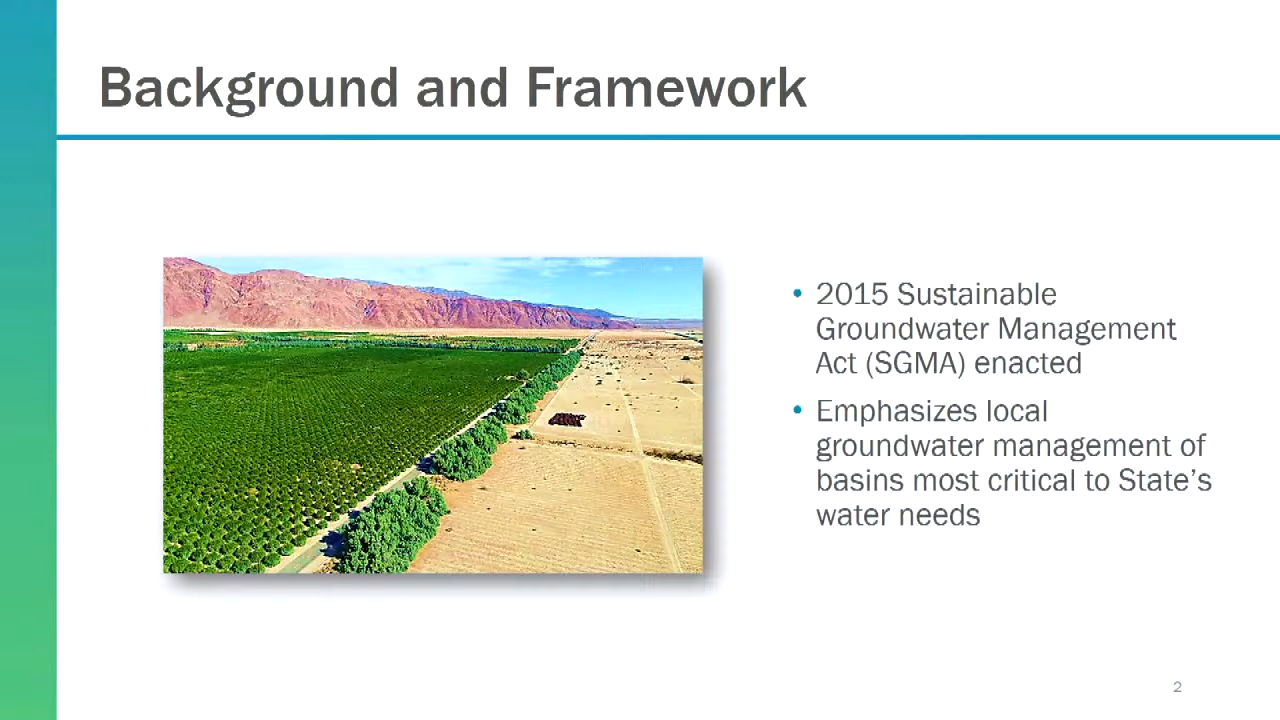 Background and Framework
• 2015 Sustainable
Groundwater Management
Act (SGMA) enacted
• Emphasizes local
groundwater management of
basins most critical to State's
water needs
2